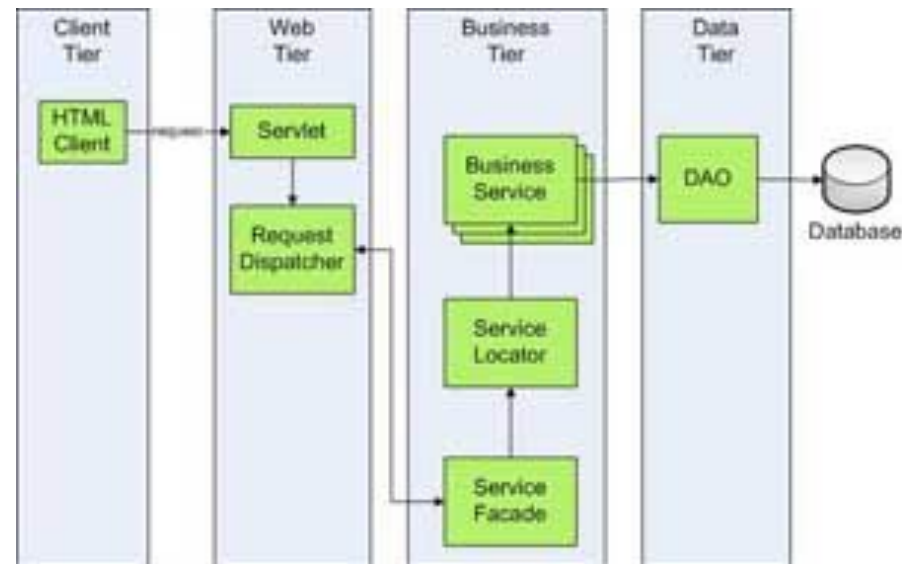 Client
Tier
Web
Tier
Business
Tier
Data
Tier
HTML
Client
request
Servlet
Request
Dispatcher
Business
Service
DAO
Database
Service
Locator
Service
Facade